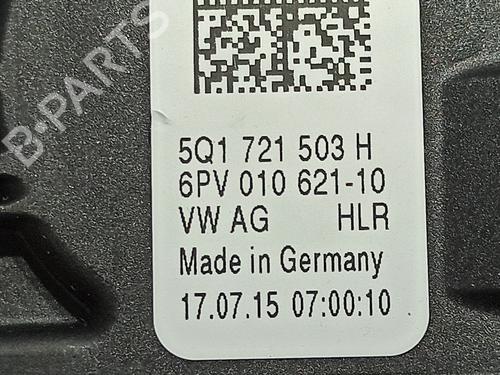 B-PARTS
5Q1 721 503 H
6PV 010 621-10
VW AG HLR
Made in Germany
17.07.15 07:00:10